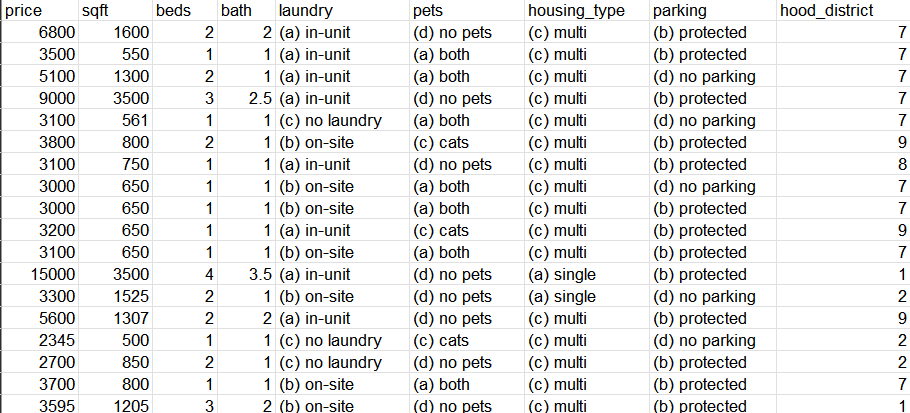 price sqft beds bath laundry pets housing_type parking hood_district
6800 1600 2 2 (a) in-unit (d) no pets (c) multi (b) protected 7
3500 550 1 1 (a) in-unit (a) both (c) multi (b) protected 7
5100 1300 2 1 (a) in-unit (a) both (c) multi (d) no parking 7
9000 3500 3 2.5 (a) in-unit (d) no pets (c) multi (b) protected 7
3100 561 1 1 (c) no laundry (a) both (c) multi (d) no parking 7
3800 800 2 1 (b) on-site (c) cats (c) multi (b) protected 9
3100 750 1 1 (a) in-unit (d) no pets (c) multi (b) protected 8
3000 650 1 1 (b) on-site (a) both (c) multi (d) no parking 7
3000 650 1 1 (b) on-site (a) both (c) multi (b) protected 7
3200 650 1 1 (a) in-unit (c) cats (c) multi (b) protected 9
3100 650 1 1 (b) on-site (a) both (c) multi (b) protected 7
15000 3500 4 3.5 (a) in-unit (d) no pets (a) single (b) protected 1
3300 1525 2 1 (b) on-site (d) no pets (a) single (d) no parking 2
5600 1307 2 2 (a) in-unit (d) no pets (c) multi (b) protected 9
2345 500 1 1 (c) no laundry (c) cats (c) multi (d) no parking 2
2700 850 2 1 (c) no laundry (d) no pets (c) multi (b) protected 2
3700 800 1 1 (b) on-site (a) both (c) multi (b) protected 7
3595 1205 3 2 (b) on-site (d) no pets (c) multi (b) protected 1